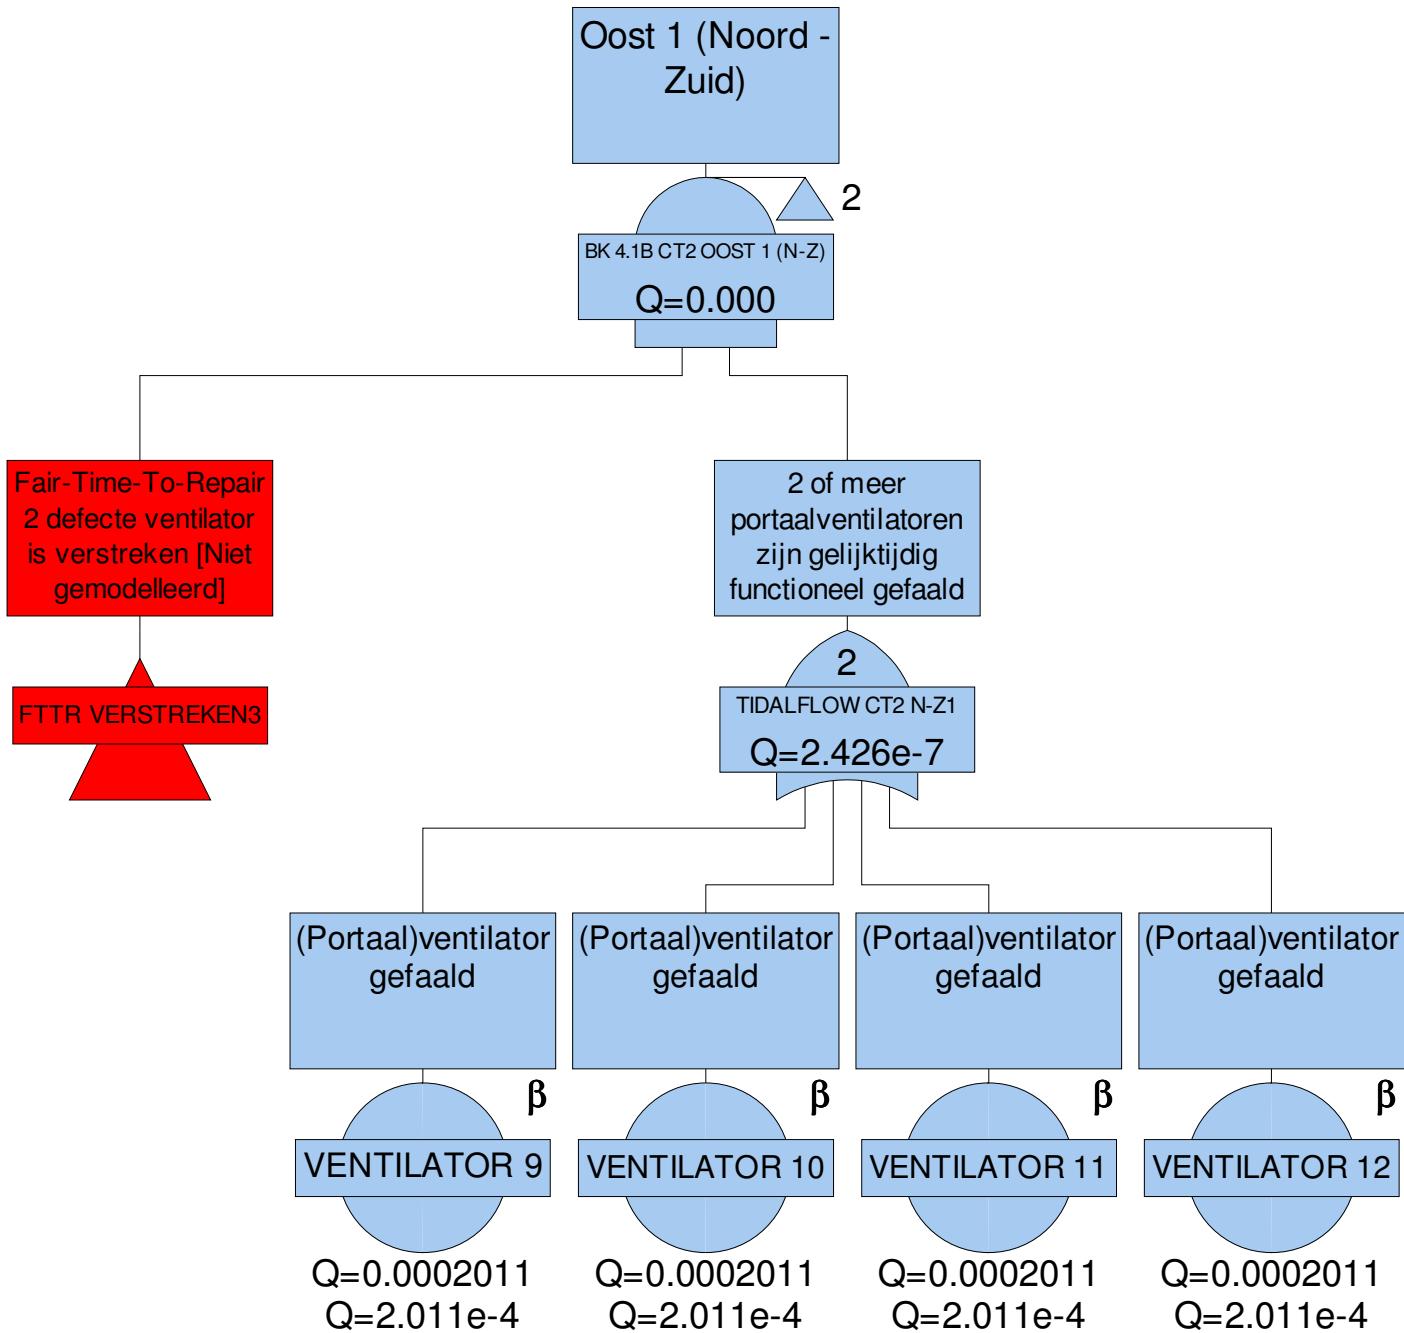 Oost 1 (Noord -
Zuid)
2
BK 4.1B CT2 OOST 1 (N-Z)
Q=0.000
Fair-Time-To-Repair
2 defecte ventilator
is verstreken [Niet
gemodelleerd]
FTTR VERSTREKEN3
2 of meer
portaalventilatoren
zijn gelijktijdig
functioneel gefaald
2
TIDALFLOW CT2 N-Z1
Q=2.426e-7
(Portaal)ventilator
gefaald
β
VENTILATOR 9
Q=0.0002011
Q=2.011e-4
(Portaal)ventilator
gefaald
β
VENTILATOR 10
Q=0.0002011
Q=2.011e-4
(Portaal)ventilator
gefaald
β
VENTILATOR 11
Q=0.0002011
Q=2.011e-4
(Portaal)ventilator
gefaald
β
VENTILATOR 12
Q=0.0002011
Q=2.011e-4